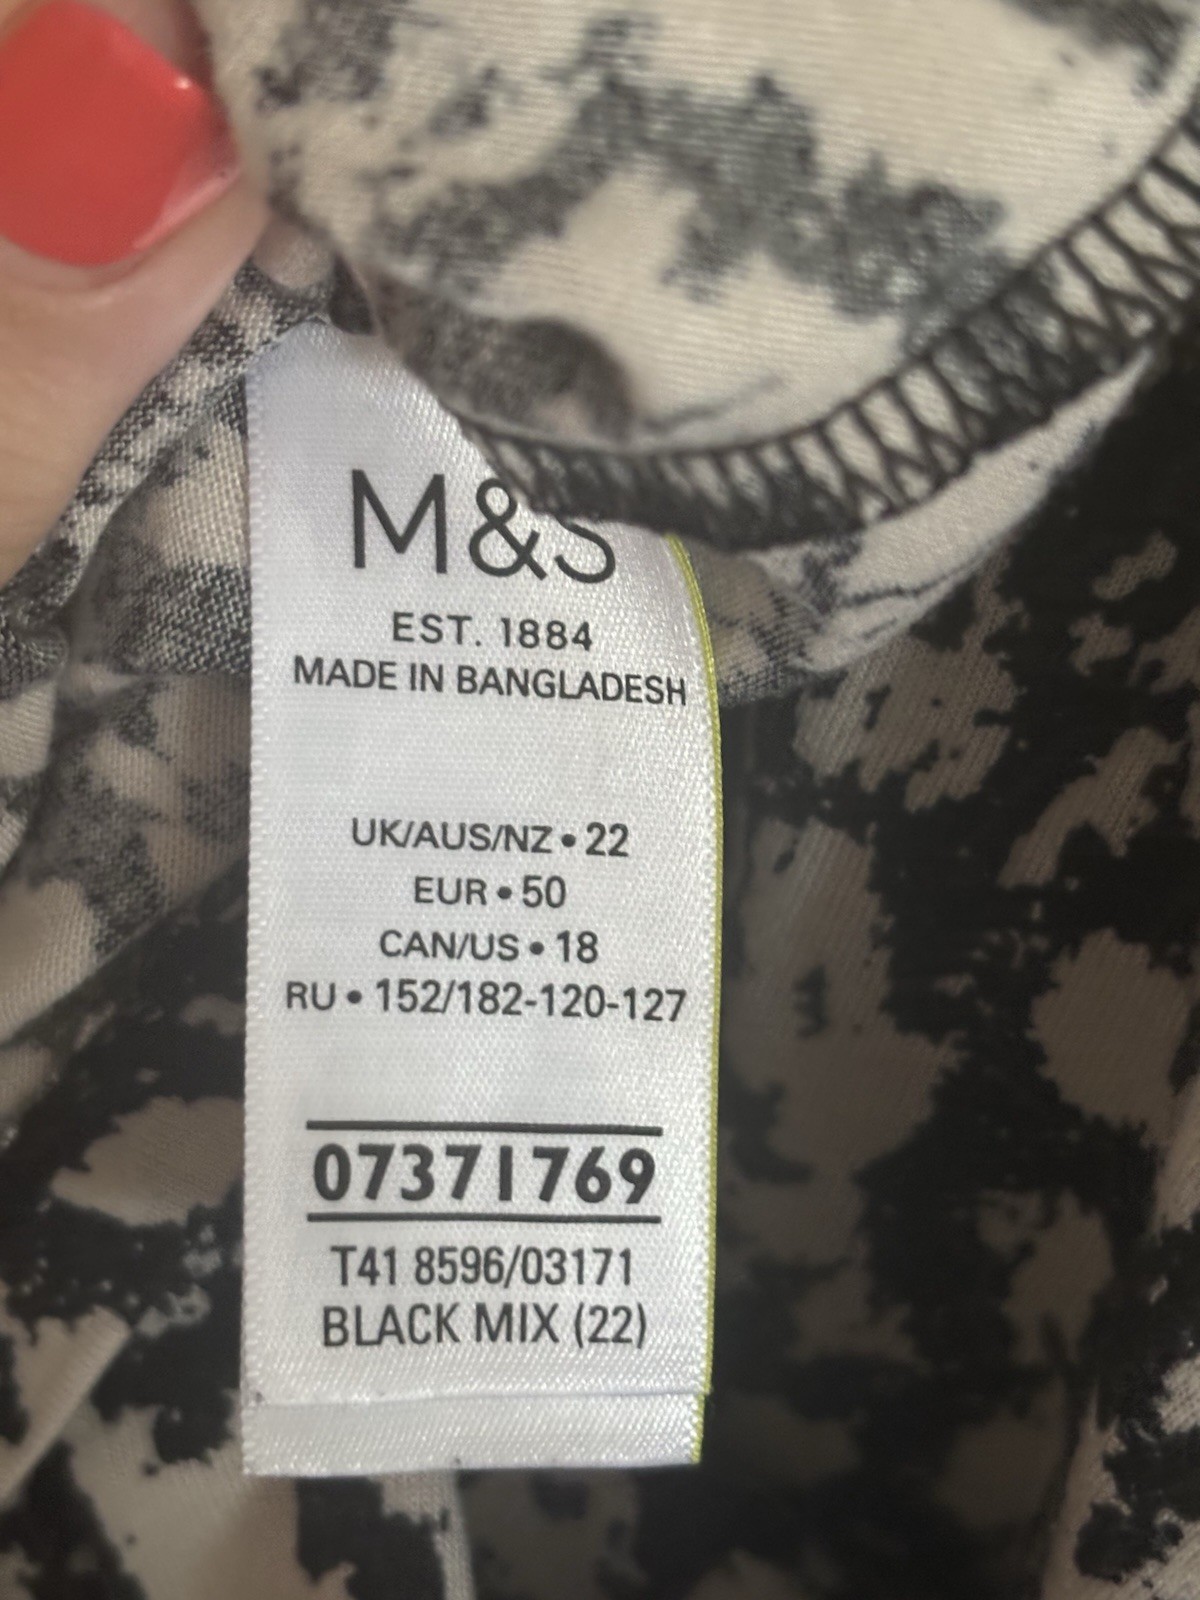 M&S
EST. 1884
MADE IN BANGLADESH
UK/AUS/NZ • 22
EUR • 50
CAN/US • 18
RU • 152/182-120-127
07371769
T41 8596/03171
BLACK MIX (22)